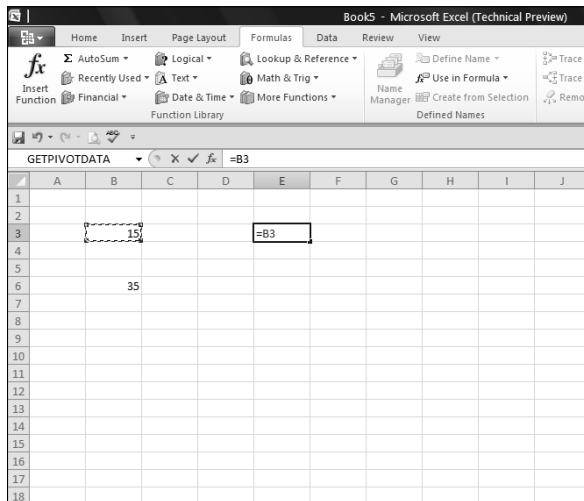 Book5 - Microsoft Excel (Technical Preview)
Home Insert Page Layout Formulas Data Review View
fx Insert Function
Σ AutoSum
Recently Used
Financial
Logical
Text
Date & Time
Lookup & Reference
Math & Trig
More Functions
Function Library
Name Manager
Define Name
Use in Formula
Create from Selection
Defined Names
Trace
Trace
Remo
GETPIVOTDATA fx =B3
A B C D E F G H I J
1
2
3 15 =B3
4
5
6 35
7
8
9
10
11
12
13
14
15
16
17
18